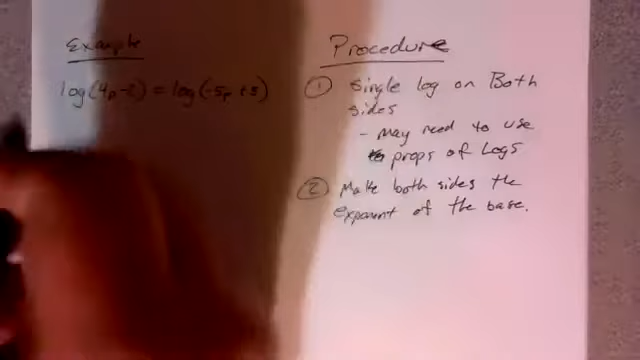 Example
log(4p-2) = log(-5p+5)
Procedure
① Single log on Both
sides
- may need to use
props of Logs
② Make both sides the
exponent of the base.